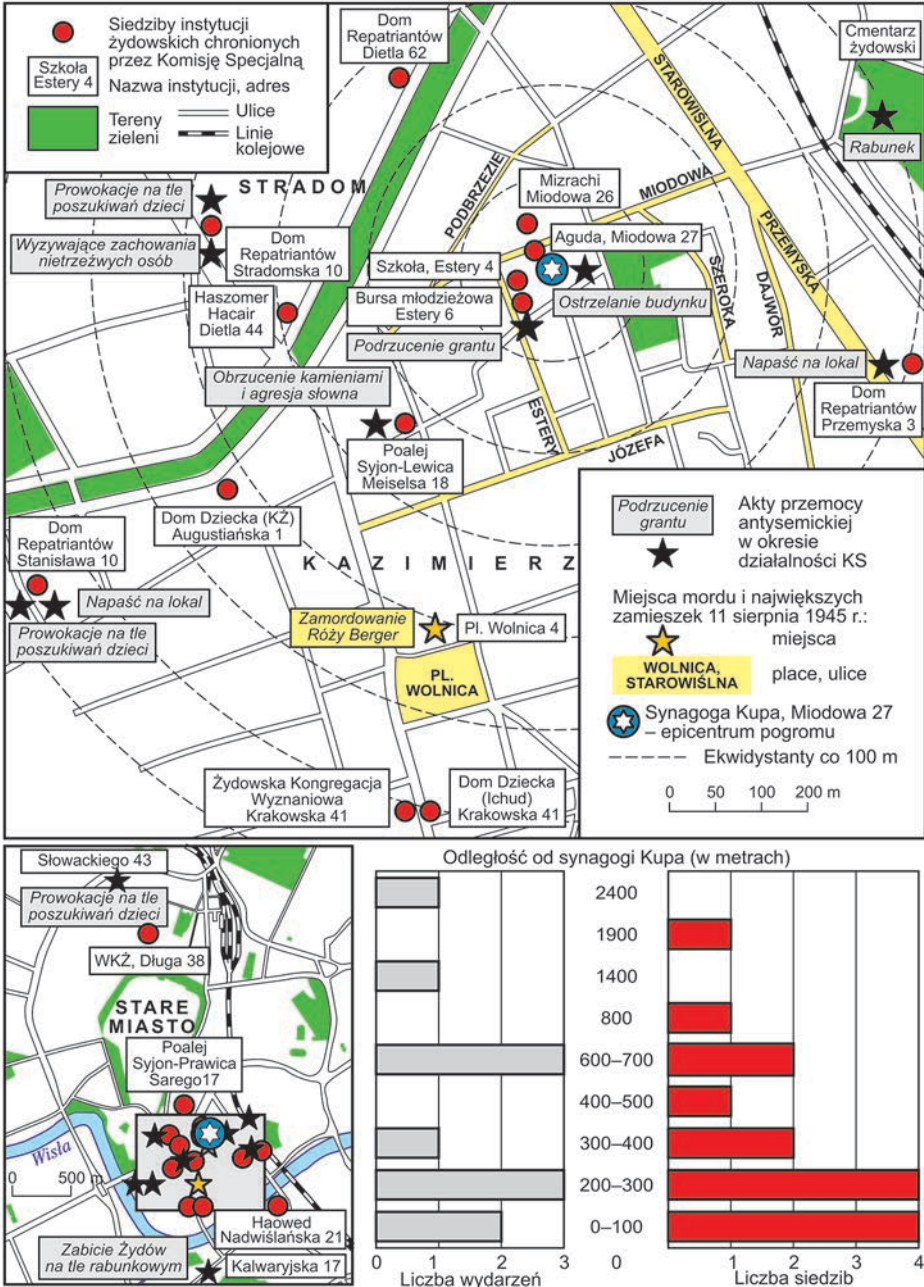 Siedziby instytucji
żydowskich chronionych
przez Komisję Specjalną
Szkoła
Estery 4
Nazwa instytucji, adres
Tereny
zieleni
Ulice
Linie
kolejowe
Dom
Repatriantów
Dietla 62
Cmentarz
żydowski
Rabunek
STAROWIŚLNA
PRZEMYSKA
Prowokacje na tle
poszukiwań dzieci
STRADOM
Wyzywające zachowania
nietrzeźwych osób
Dom
Repatriantów
Stradomska 10
Haszomer
Hacair
Dietla 44
PODBRZEZIE
Mizrachi
Miodowa 26
MIODOWA
Aguda, Miodowa 27
Szkoła, Estery 4
Bursa młodzieżowa
Estery 6
Ostrzelanie budynku
Podrzucenie grantu
SZEROKA
DAJWÓR
Napaść na lokal
Dom
Repatriantów
Przemyska 3
Obrzucenie kamieniami
i agresja słowna
ESTERY
JÓZEFA
Poalej
Syjon-Lewica
Meiselsa 18
Dom Dziecka (KŻ)
Augustiańska 1
Dom
Repatriantów
Stanisława 10
Napaść na lokal
Prowokacje na tle
poszukiwań dzieci
KAZIMIERZ
Zamordowanie
Róży Berger
Pl. Wolnica 4
PL.
WOLNICA
Żydowska Kongregacja
Wyznaniowa
Krakowska 41
Dom Dziecka
(Ichud)
Krakowska 41
Podrzucenie
grantu
Akty przemocy
antysemickiej
w okresie
działalności KS
Miejsca mordu i największych
zamieszek 11 sierpnia 1945 r.:
miejsca
WOLNICA,
STAROWIŚLNA
place, ulice
Synagoga Kupa, Miodowa 27
– epicentrum pogromu
Ekwidystanty co 100 m
0 50 100 200 m
Słowackiego 43
Prowokacje na tle
poszukiwań dzieci
WKŻ, Długa 38
STARE
MIASTO
Poalej
Syjon-Prawica
Sarego17
Wisła
0 500 m
Haowed
Nadwiślańska 21
Zabicie Żydów
na tle rabunkowym
Kalwaryjska 17
Odległość od synagogi Kupa (w metrach)
2400
1900
1400
800
600–700
400–500
300–400
200–300
0–100
0 1 2 3 0 1 2 3 4
Liczba wydarzeń
Liczba siedzib